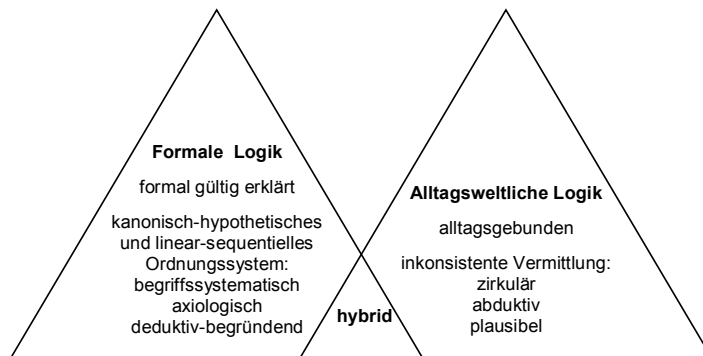 Formale Logik
formal gültig erklärt
kanonisch-hypothetisches
und linear-sequentielles
Ordnungssystem:
begriffssystematisch
axiologisch
deduktiv-begründend
hybrid
Alltagsweltliche Logik
alltagsgebunden
inkonsistente Vermittlung:
zirkulär
abduktiv
plausibel